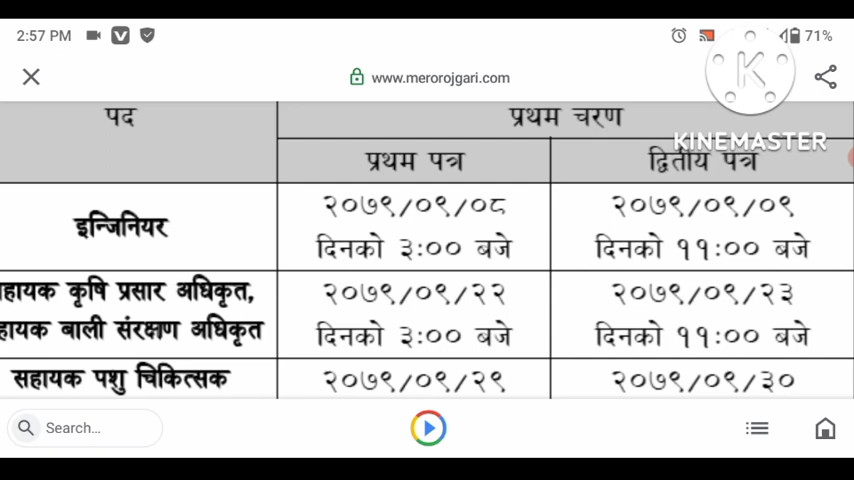 2:57 PM 71%
www.merorojgari.com
KINEMASTER
पद प्रथम चरण
प्रथम पत्र द्वितीय पत्र
इन्जिनियर
२०७९/०९/०८ २०७९/०९/०९
दिनको ३:०० बजे दिनको ११:०० बजे
हायक कृषि प्रसार अधिकृत, २०७९/०९/२२ २०७९/०९/२३
हायक बाली संरक्षण अधिकृत दिनको ३:०० बजे दिनको ११:०० बजे
सहायक पशु चिकित्सक २०७९/०९/२९ २०७९/०९/३०
Search...